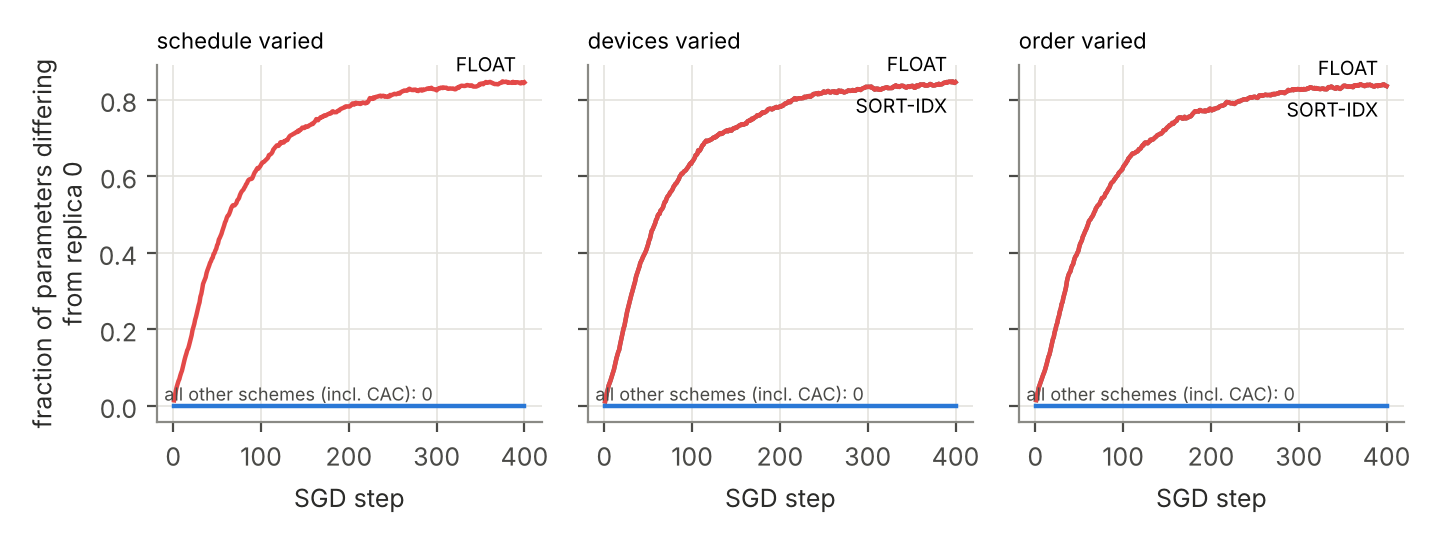 fraction of parameters differing
from replica 0
schedule varied
FLOAT
0.8
0.6
0.4
0.2
0.0
all other schemes (incl. CAC): 0
0 100 200 300 400
SGD step
devices varied
FLOAT
SORT-IDX
all other schemes (incl. CAC): 0
0 100 200 300 400
SGD step
order varied
FLOAT
SORT-IDX
all other schemes (incl. CAC): 0
0 100 200 300 400
SGD step